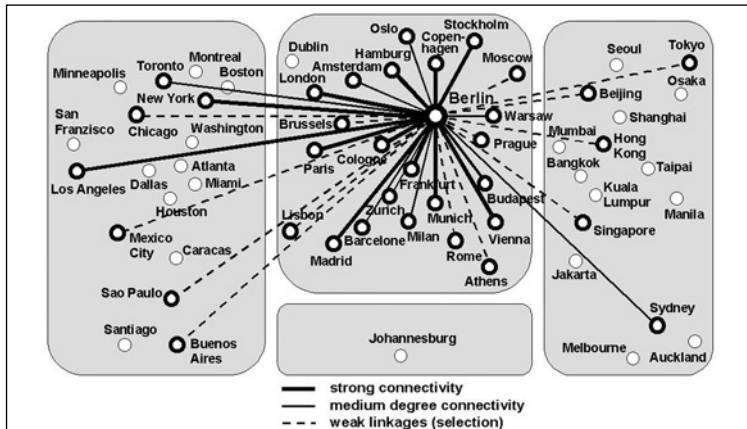 Montreal
Toronto
Minneapolis
Boston
New York
San
Franzisco
Chicago
Washington
Atlanta
Los Angeles
Dallas
Miami
Houston
Mexico
City
Caracas
Sao Paulo
Santiago
Buenos
Aires
Oslo
Stockholm
Copen-
hagen
Dublin
Hamburg
Amsterdam
Moscow
London
Berlin
Brussels
Warsaw
Cologne
Prague
Paris
Frankfurt
Budapest
Zurich
Lisbon
Munich
Barcelone
Milan
Vienna
Madrid
Rome
Athens
Johannesburg
Seoul
Tokyo
Beijing
Osaka
Shanghai
Mumbai
Hong
Kong
Bangkok
Taipai
Kuala
Lumpur
Manila
Singapore
Jakarta
Sydney
Melbourne
Auckland
strong connectivity
medium degree connectivity
weak linkages (selection)